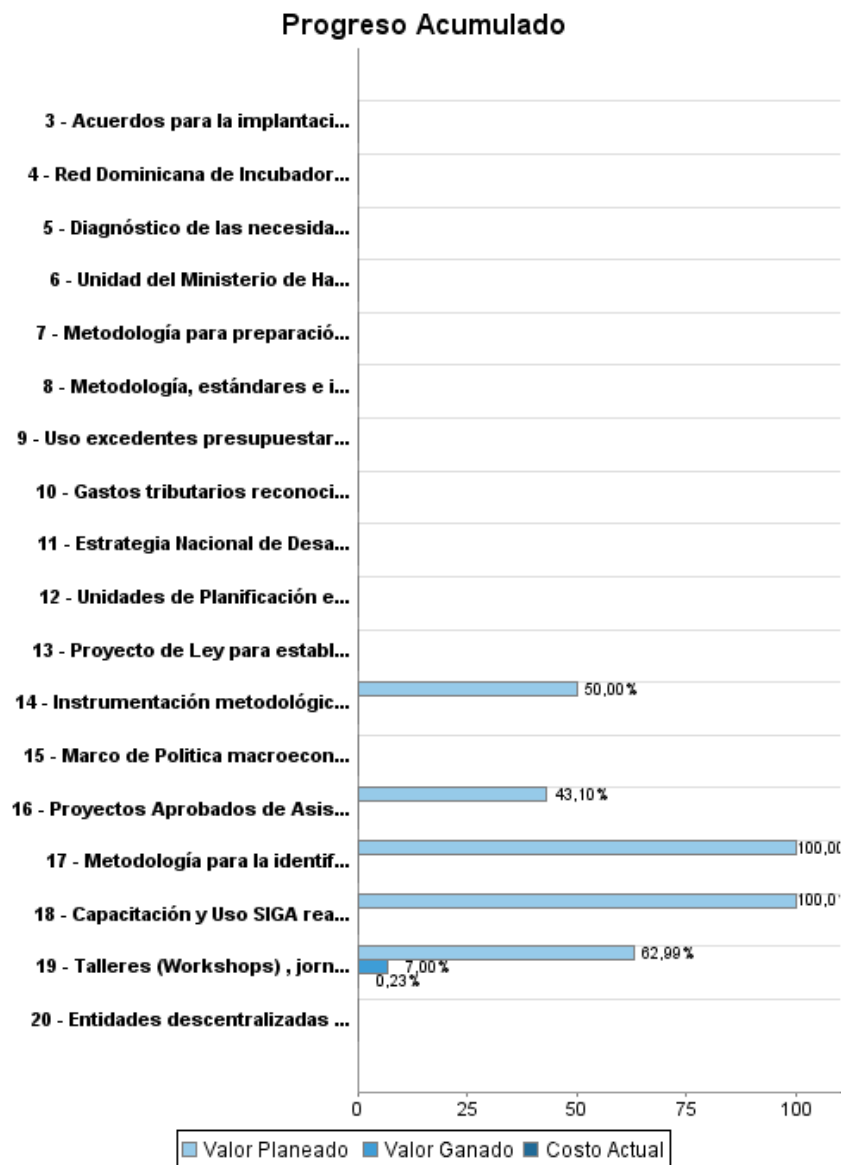 Progreso Acumulado
3 - Acuerdos para la implantaci...
4 - Red Dominicana de Incubador...
5 - Diagnóstico de las necesida...
6 - Unidad del Ministerio de Ha...
7 - Metodología para preparació...
8 - Metodología, estándares e i...
9 - Uso excedentes presupuestar...
10 - Gastos tributarios reconoci...
11 - Estrategia Nacional de Desa...
12 - Unidades de Planificación e...
13 - Proyecto de Ley para establ...
14 - Instrumentación metodológic...
50,00%
15 - Marco de Politica macroecon...
16 - Proyectos Aprobados de Asis...
43,10%
17 - Metodología para la identif...
100,00
18 - Capacitación y Uso SIGA rea...
100,0
19 - Talleres (Workshops) , jorn...
62,99%
7,00%
0,23%
20 - Entidades descentralizadas ...
0 25 50 75 100
Valor Planeado Valor Ganado Costo Actual